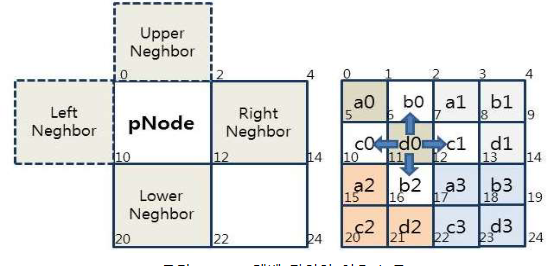 Upper
Neghbor
0 2 4
Left
Neghbor
pNode
Right
Neghbor
10 12 14
Lower
Neghbor
20 22 24
0 1 2 3 4
a0 b0 a1 b1
5 6 7 8 9
c0 d0 c1 d1
10 11 12 13 14
a2 b2 a3 b3
15 16 17 18 19
c2 d2 c3 d3
20 21 22 23 24